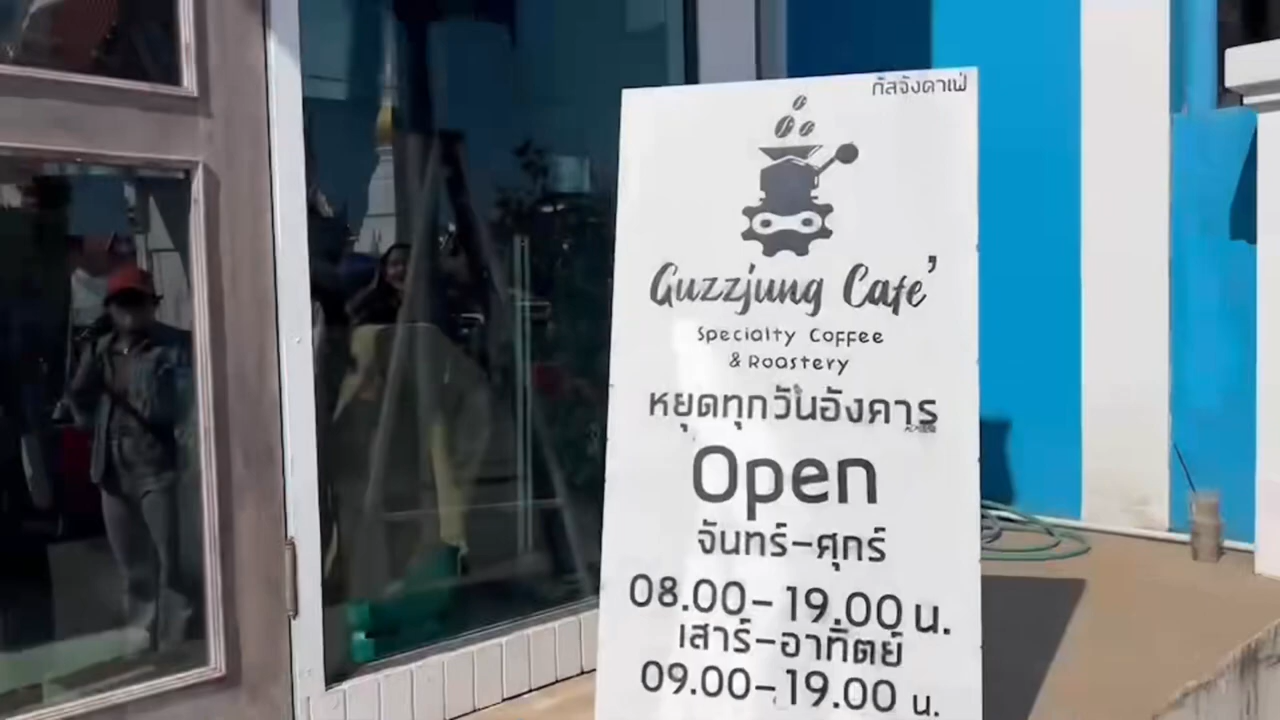 กัสจังคาเฟ่
Guzzjung Cafe'
Specialty Coffee
& Roastery
หยุดทุกวันอังคาร
Open
จันทร์-ศุกร์
08.00-19.00 น.
เสาร์-อาทิตย์
09.00-19.00 น.